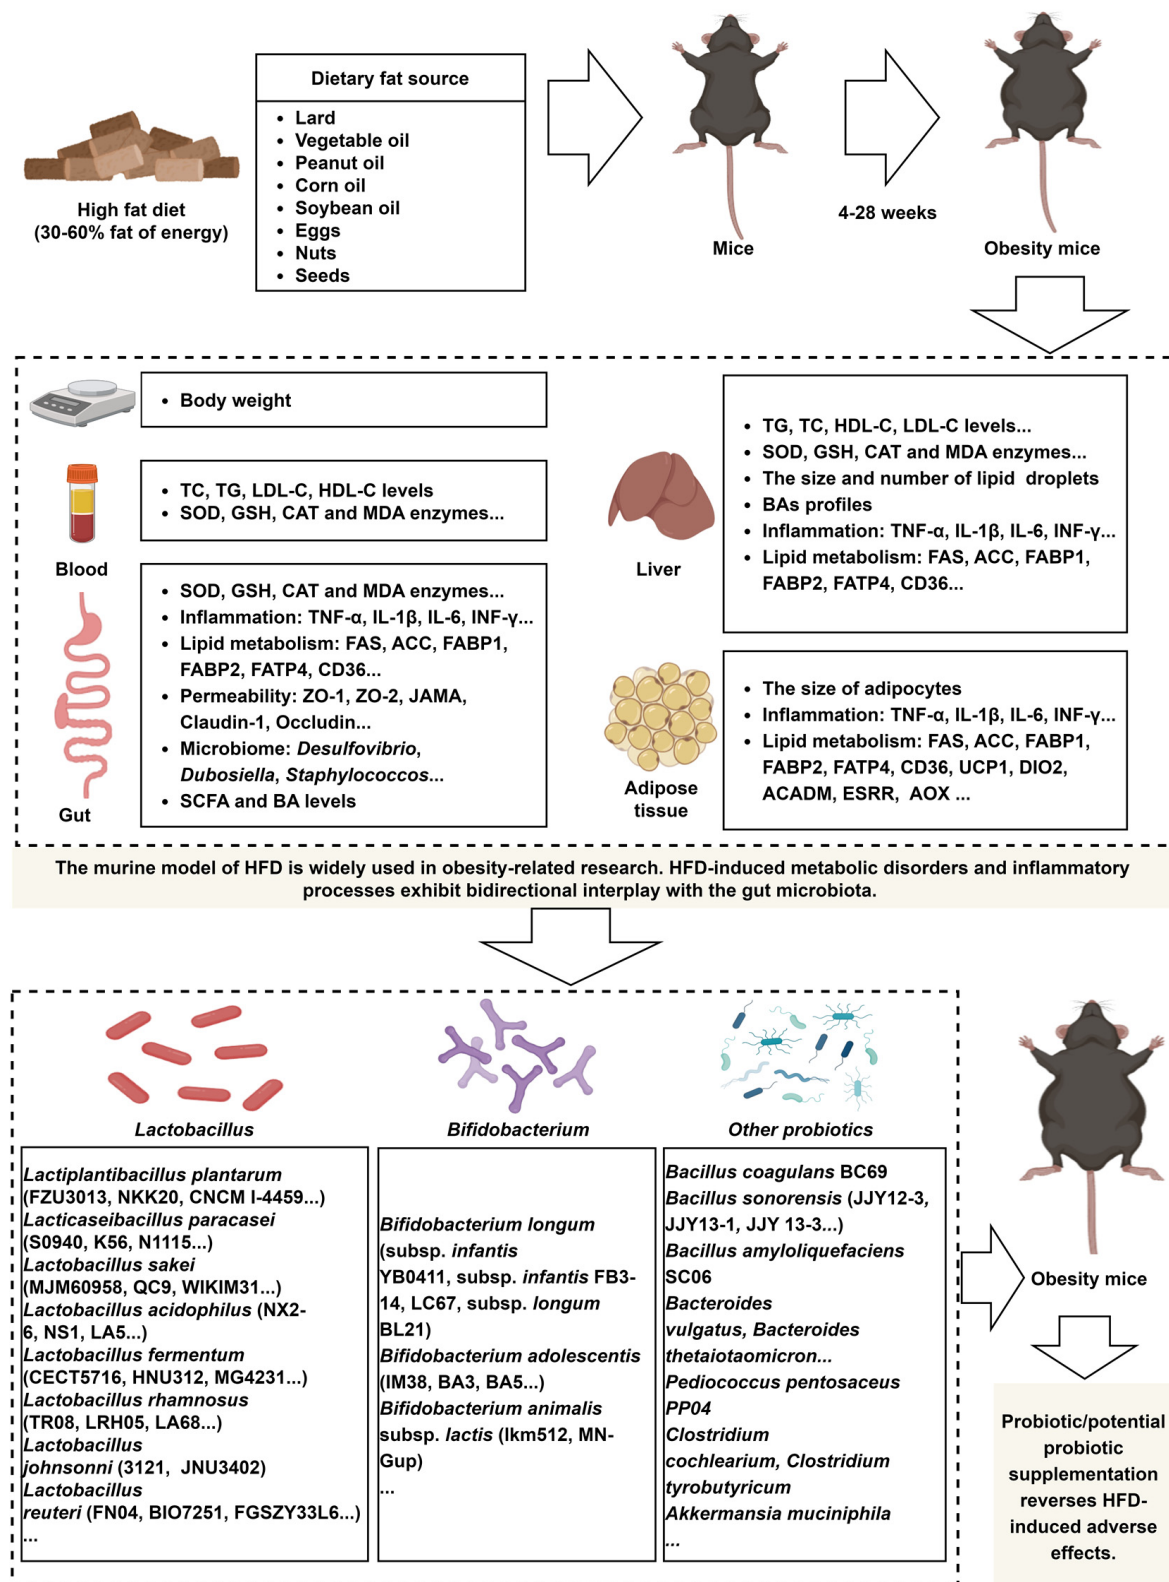 High fat diet
(30-60% fat of energy)
Dietary fat source
• Lard
• Vegetable oil
• Peanut oil
• Corn oil
• Soybean oil
• Eggs
• Nuts
• Seeds
Mice
4-28 weeks
Obesity mice
• Body weight
• TC, TG, LDL-C, HDL-C levels
• SOD, GSH, CAT and MDA enzymes...
Blood
• SOD, GSH, CAT and MDA enzymes...
• Inflammation: TNF-α, IL-1β, IL-6, INF-γ...
• Lipid metabolism: FAS, ACC, FABP1,
FABP2, FATP4, CD36...
• Permeability: ZO-1, ZO-2, JAMA,
Claudin-1, Occludin...
• Microbiome: Desulfovibrio,
Dubosiella, Staphylococcos...
• SCFA and BA levels
Gut
• TG, TC, HDL-C, LDL-C levels...
• SOD, GSH, CAT and MDA enzymes...
• The size and number of lipid droplets
• BAs profiles
• Inflammation: TNF-α, IL-1β, IL-6, INF-γ...
• Lipid metabolism: FAS, ACC, FABP1,
FABP2, FATP4, CD36...
Liver
• The size of adipocytes
• Inflammation: TNF-α, IL-1β, IL-6, INF-γ...
• Lipid metabolism: FAS, ACC, FABP1,
FABP2, FATP4, CD36, UCP1, DIO2,
ACADM, ESRR, AOX ...
Adipose
tissue
The murine model of HFD is widely used in obesity-related research. HFD-induced metabolic disorders and inflammatory
processes exhibit bidirectional interplay with the gut microbiota.
Lactobacillus
Lactiplantibacillus plantarum
(FZU3013, NKK20, CNCM I-4459...)
Lacticaseibacillus paracasei
(S0940, K56, N1115...)
Lactobacillus sakei
(MJM60958, QC9, WIKIM31...)
Lactobacillus acidophilus (NX2-
6, NS1, LA5...)
Lactobacillus fermentum
(CECT5716, HNU312, MG4231...)
Lactobacillus rhamnosus
(TR08, LRH05, LA68...)
Lactobacillus
johnsonni (3121, JNU3402)
Lactobacillus
reuteri (FN04, BIO7251, FGSZY33L6...)
...
Bifidobacterium
Bifidobacterium longum
(subsp. infantis
YB0411, subsp. infantis FB3-
14, LC67, subsp. longum
BL21)
Bifidobacterium adolescentis
(IM38, BA3, BA5...)
Bifidobacterium animalis
subsp. lactis (lkm512, MN-
Gup)
...
Other probiotics
Bacillus coagulans BC69
Bacillus sonorensis (JJY12-3,
JJY13-1, JJY 13-3...)
Bacillus amyloliquefaciens
SC06
Bacteroides
vulgatus, Bacteroides
thetaiotaomicron...
Pediococcus pentosaceus
PP04
Clostridium
cochlearium, Clostridium
tyrobutyricum
Akkermansia muciniphila
...
Obesity mice
Probiotic/potential
probiotic
supplementation
reverses HFD-
induced adverse
effects.